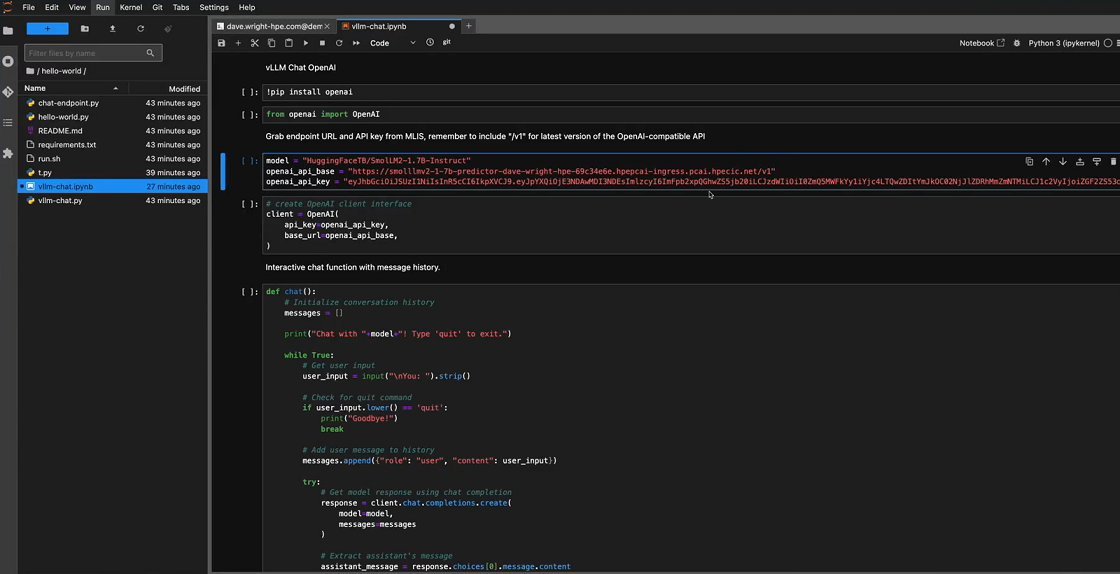 File Edit View Run Kernel Git Tabs Settings Help
dave.wright-hpe.com@dem
vllm-chat.ipynb
Filter files by name
/ hello-world /
Name Modified
chat-endpoint.py 43 minutes ago
hello-world.py 43 minutes ago
README.md 43 minutes ago
requirements.txt 43 minutes ago
run.sh 43 minutes ago
t.py 39 minutes ago
vllm-chat.ipynb 27 minutes ago
vllm-chat.py 43 minutes ago
Code
git
Notebook
Python 3 (ipykernel)
vLLM Chat OpenAI
[ ]: !pip install openai
[ ]: from openai import OpenAI
Grab endpoint URL and API key from MLIS, remember to include "/v1" for latest version of the OpenAI-compatible API
[ ]: model = "HuggingFaceTB/SmolLM2-1.7B-Instruct"
openai_api_base = "https://smolllmv2-1-7b-predictor-dave-wright-hpe-69c34e6e.hpepcai-ingress.pcai.hpecic.net/v1"
openai_api_key =
[ ]: # create OpenAI client interface
client = OpenAI(
api_key=openai_api_key,
base_url=openai_api_base,
)
Interactive chat function with message history.
[ ]: def chat():
# Initialize conversation history
messages = []
print("Chat with "+model+"! Type 'quit' to exit.")
while True:
# Get user input
user_input = input("\nYou: ").strip()
# Check for quit command
if user_input.lower() == 'quit':
print("Goodbye!")
break
# Add user message to history
messages.append({"role": "user", "content": user_input})
try:
# Get model response using chat completion
response = client.chat.completions.create(
model=model,
messages=messages
)
# Extract assistant's message
assistant_message = response.choices[0].message.content